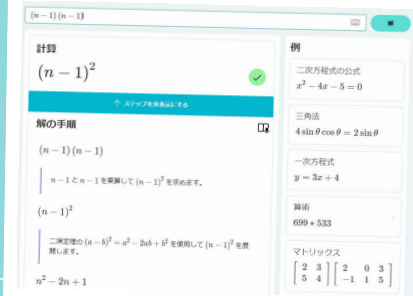 (n − 1) (n − 1)
計算
(n − 1)²
↑ ステップを非表示にする
解の手順
(n − 1) (n − 1)
n − 1 と n − 1 を乗算して (n − 1)² を求めます。
(n − 1)²
二項定理の (a − b)² = a² − 2ab + b² を使用して (n − 1)² を展
開します。
n² − 2n + 1
例
二次方程式の公式
x² − 4x − 5 = 0
三角法
4 sin θ cos θ = 2 sin θ
一次方程式
y = 3x + 4
算術
699 * 533
マトリックス
[ 2 3 ] [ 2 0 3 ]
[ 5 4 ] [ −1 1 5 ]